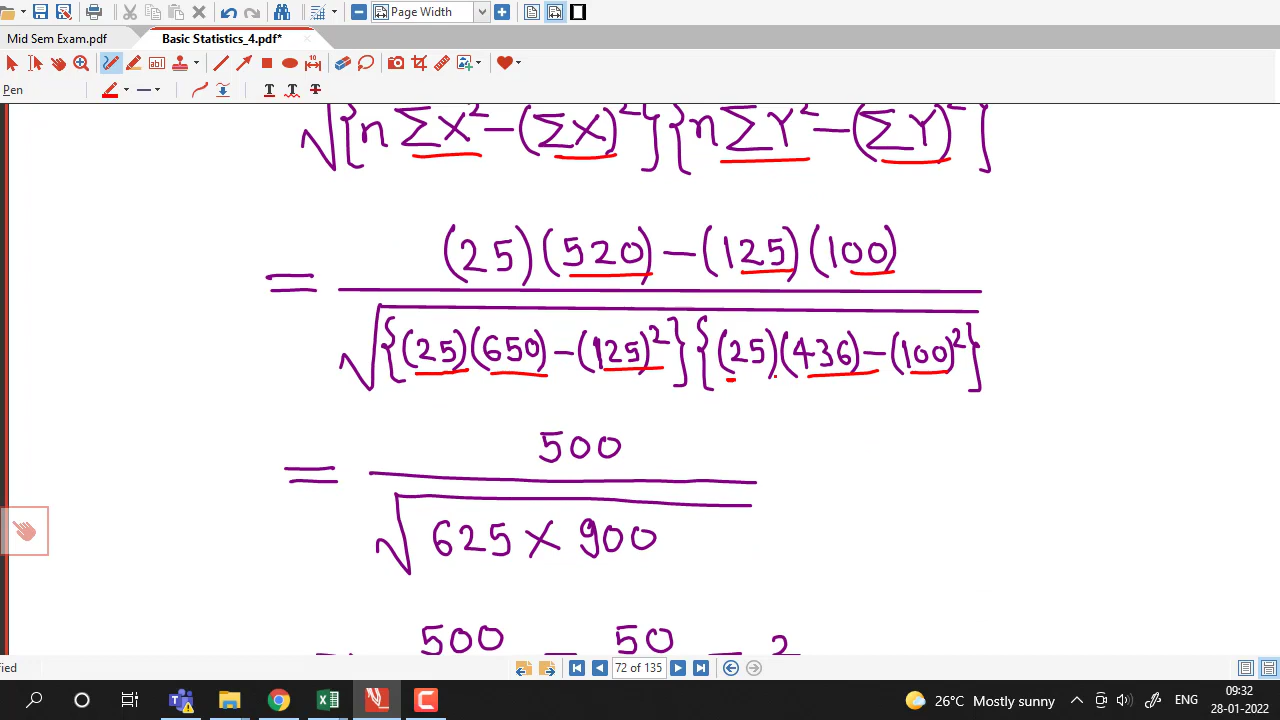 Page Width
Mid Sem Exam.pdf
Basic Statistics_4.pdf*
Pen
√[{n ΣX² − (ΣX)²}{n ΣY² − (ΣY)²}]
= (25)(520) − (125)(100)
√[{(25)(650) − (125)²}{(25)(436) − (100)²}]
= 500
√625 × 900
500 = 50 =
72 of 135
26°C Mostly sunny
ENG
09:32
28-01-2022